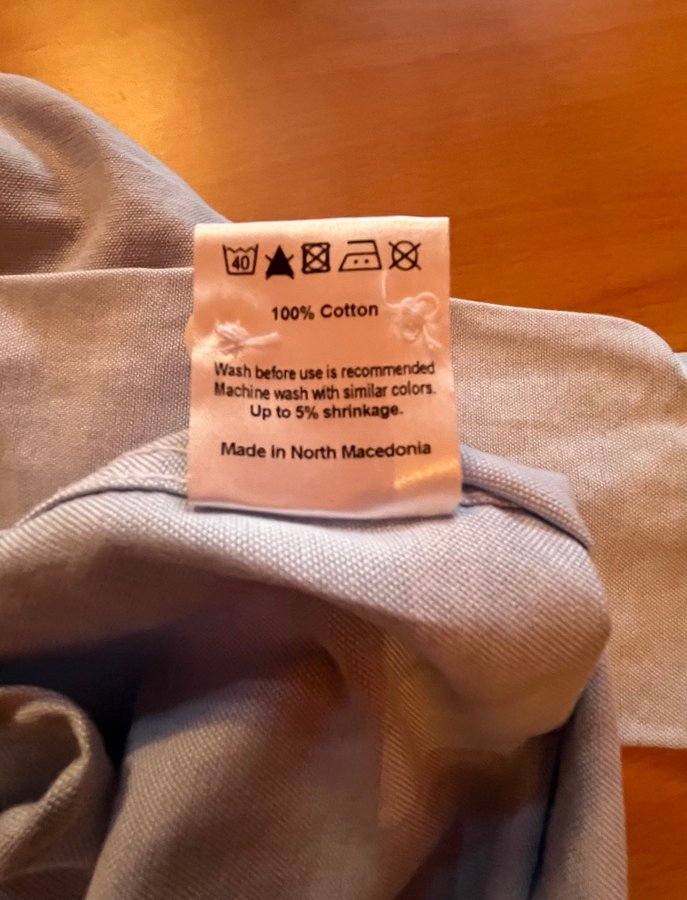 40
100% Cotton
Wash before use is recommended
Machine wash with similar colors.
Up to 5% shrinkage.
Made in North Macedonia